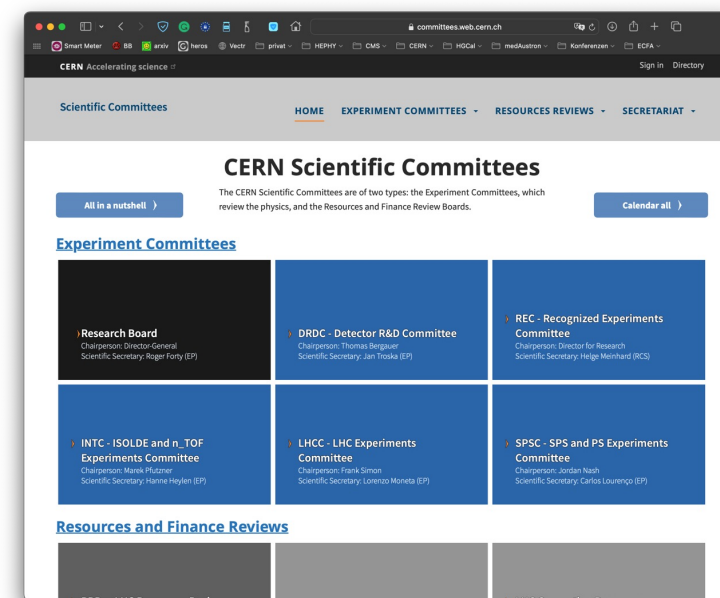 committees.web.cern.ch
Smart Meter BB arxiv heros Vectr privat HEPHY CMS CERN HGCal medAustron Konferenzen ECFA
CERN Accelerating science Sign in Directory
Scientific Committees
HOME EXPERIMENT COMMITTEES RESOURCES REVIEWS SECRETARIAT
CERN Scientific Committees
All in a nutshell
The CERN Scientific Committees are of two types: the Experiment Committees, which
review the physics, and the Resources and Finance Review Boards.
Calendar all
Experiment Committees
Research Board
Chairperson: Director-General
Scientific Secretary: Roger Forty (EP)
DRDC - Detector R&D Committee
Chairperson: Thomas Bergauer
Scientific Secretary: Jan Troska (EP)
REC - Recognized Experiments
Committee
Chairperson: Director for Research
Scientific Secretary: Helge Meinhard (RCS)
INTC - ISOLDE and n_TOF
Experiments Committee
Chairperson: Marek Pfutzner
Scientific Secretary: Hanne Heylen (EP)
LHCC - LHC Experiments
Committee
Chairperson: Frank Simon
Scientific Secretary: Lorenzo Moneta (EP)
SPSC - SPS and PS Experiments
Committee
Chairperson: Jordan Nash
Scientific Secretary: Carlos Lourenço (EP)
Resources and Finance Reviews